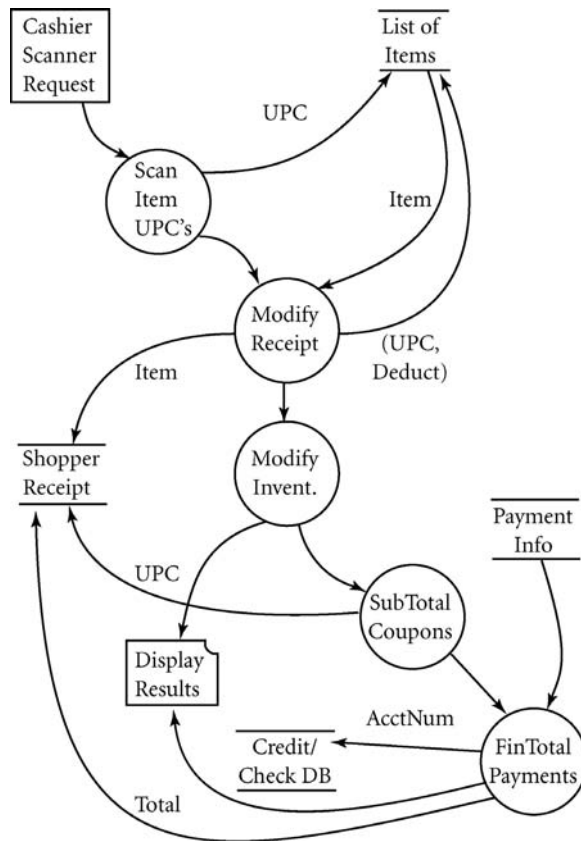 Cashier
Scanner
Request
List of
Items
UPC
Scan
Item
UPC's
Item
Modify
Receipt
(UPC,
Deduct)
Item
Shopper
Receipt
Modify
Invent.
Payment
Info
UPC
SubTotal
Coupons
Display
Results
AcctNum
Credit/
Check DB
FinTotal
Payments
Total